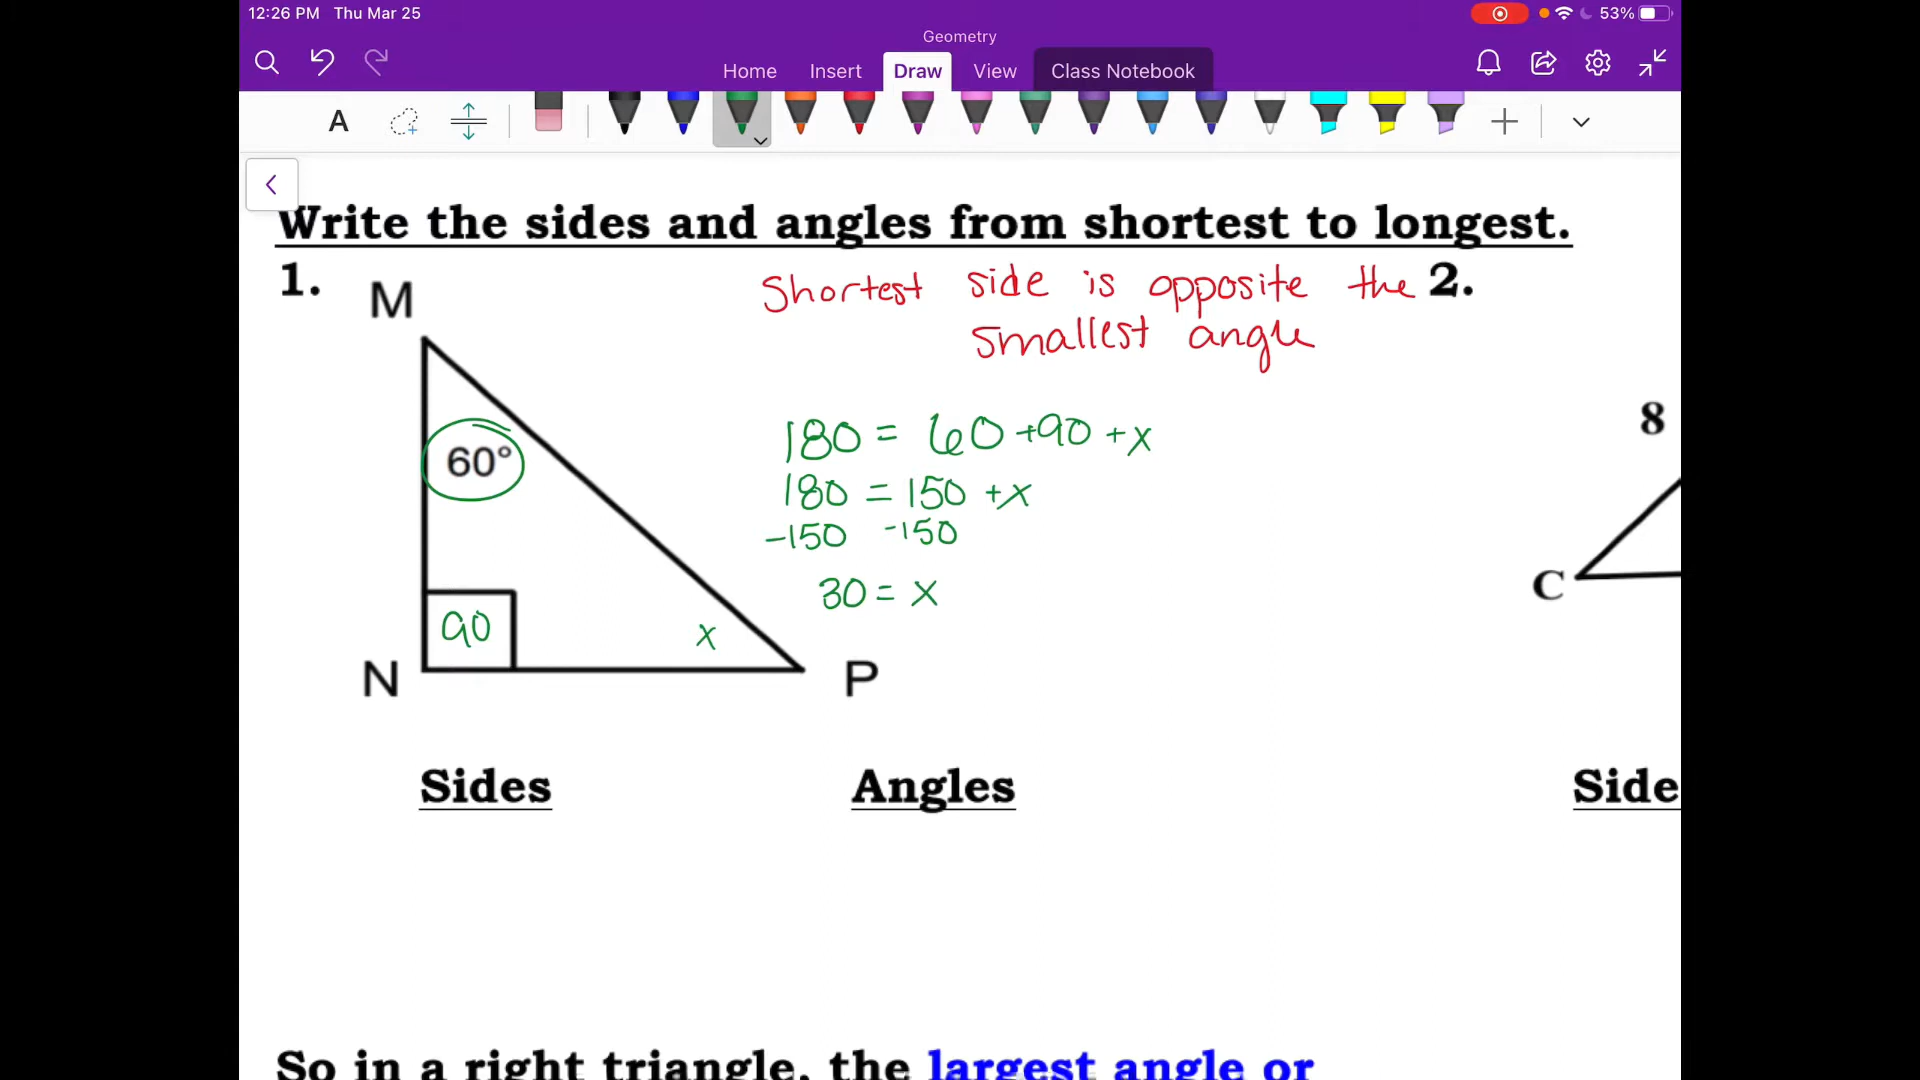 12:26 PM Thu Mar 25
53%
Geometry
Home Insert Draw View Class Notebook
A
Write the sides and angles from shortest to longest.
1.
M
Shortest side is opposite the
smallest angle
2.
60°
180 = 60 +90 +x
180 = 150 +x
-150 -150
30 = x
8
C
90
x
N
P
Sides
Angles
Side
So in a right triangle, the largest angle or